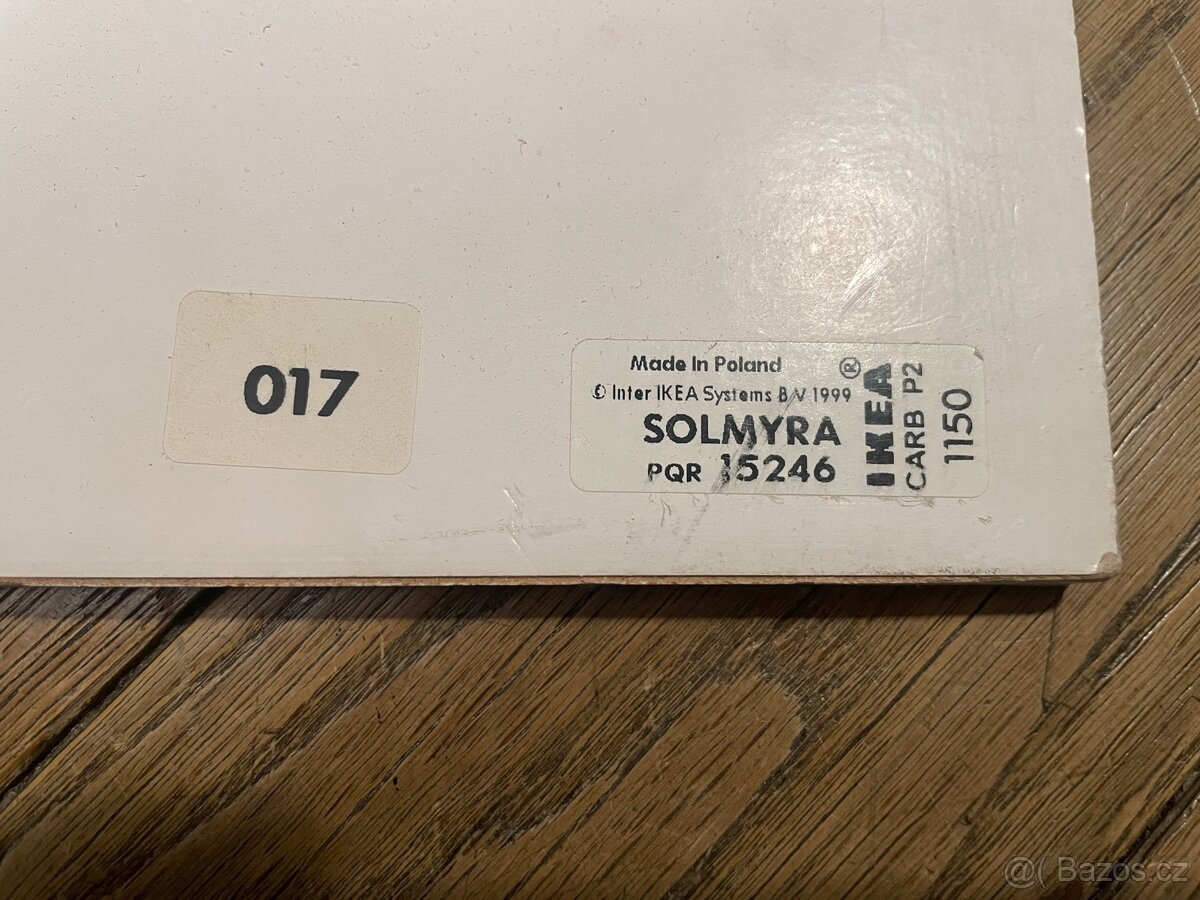 017
Made In Poland
© Inter IKEA Systems B V 1999
SOLMYRA
PQR 15246
® IKEA
CARB P2
1150
@( Bazos.cz